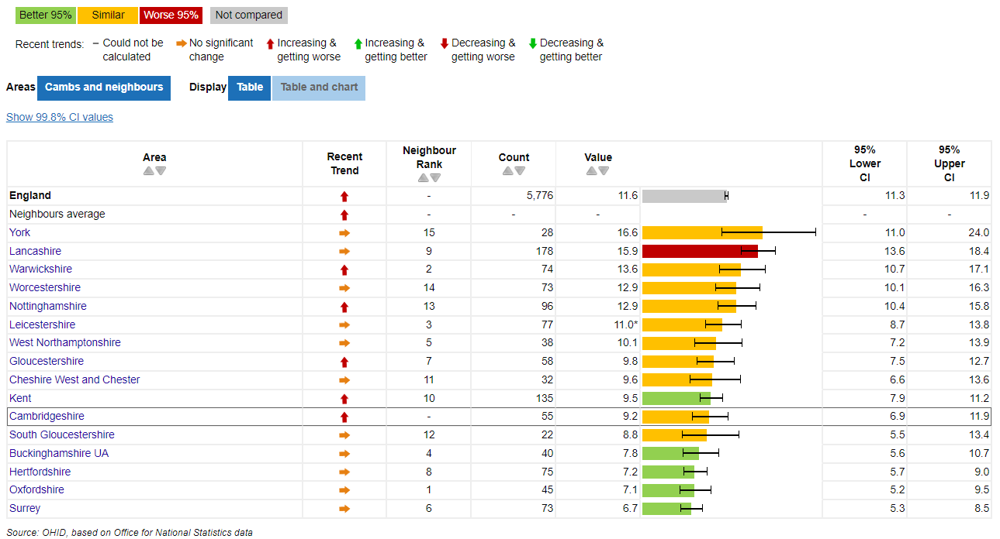 Better 95% Similar Worse 95% Not compared
Recent trends: – Could not be calculated No significant change Increasing & getting worse Increasing & getting better Decreasing & getting worse Decreasing & getting better
Areas Cambs and neighbours Display Table Table and chart
Show 99.8% CI values
Area Recent Trend Neighbour Rank Count Value 95% Lower CI 95% Upper CI
England - 5,776 11.6 11.3 11.9
Neighbours average - - - - -
York 15 28 16.6 11.0 24.0
Lancashire 9 178 15.9 13.6 18.4
Warwickshire 2 74 13.6 10.7 17.1
Worcestershire 14 73 12.9 10.1 16.3
Nottinghamshire 13 96 12.9 10.4 15.8
Leicestershire 3 77 11.0* 8.7 13.8
West Northamptonshire 5 38 10.1 7.2 13.9
Gloucestershire 7 58 9.8 7.5 12.7
Cheshire West and Chester 11 32 9.6 6.6 13.6
Kent 10 135 9.5 7.9 11.2
Cambridgeshire - 55 9.2 6.9 11.9
South Gloucestershire 12 22 8.8 5.5 13.4
Buckinghamshire UA 4 40 7.8 5.6 10.7
Hertfordshire 8 75 7.2 5.7 9.0
Oxfordshire 1 45 7.1 5.2 9.5
Surrey 6 73 6.7 5.3 8.5
Source: OHID, based on Office for National Statistics data